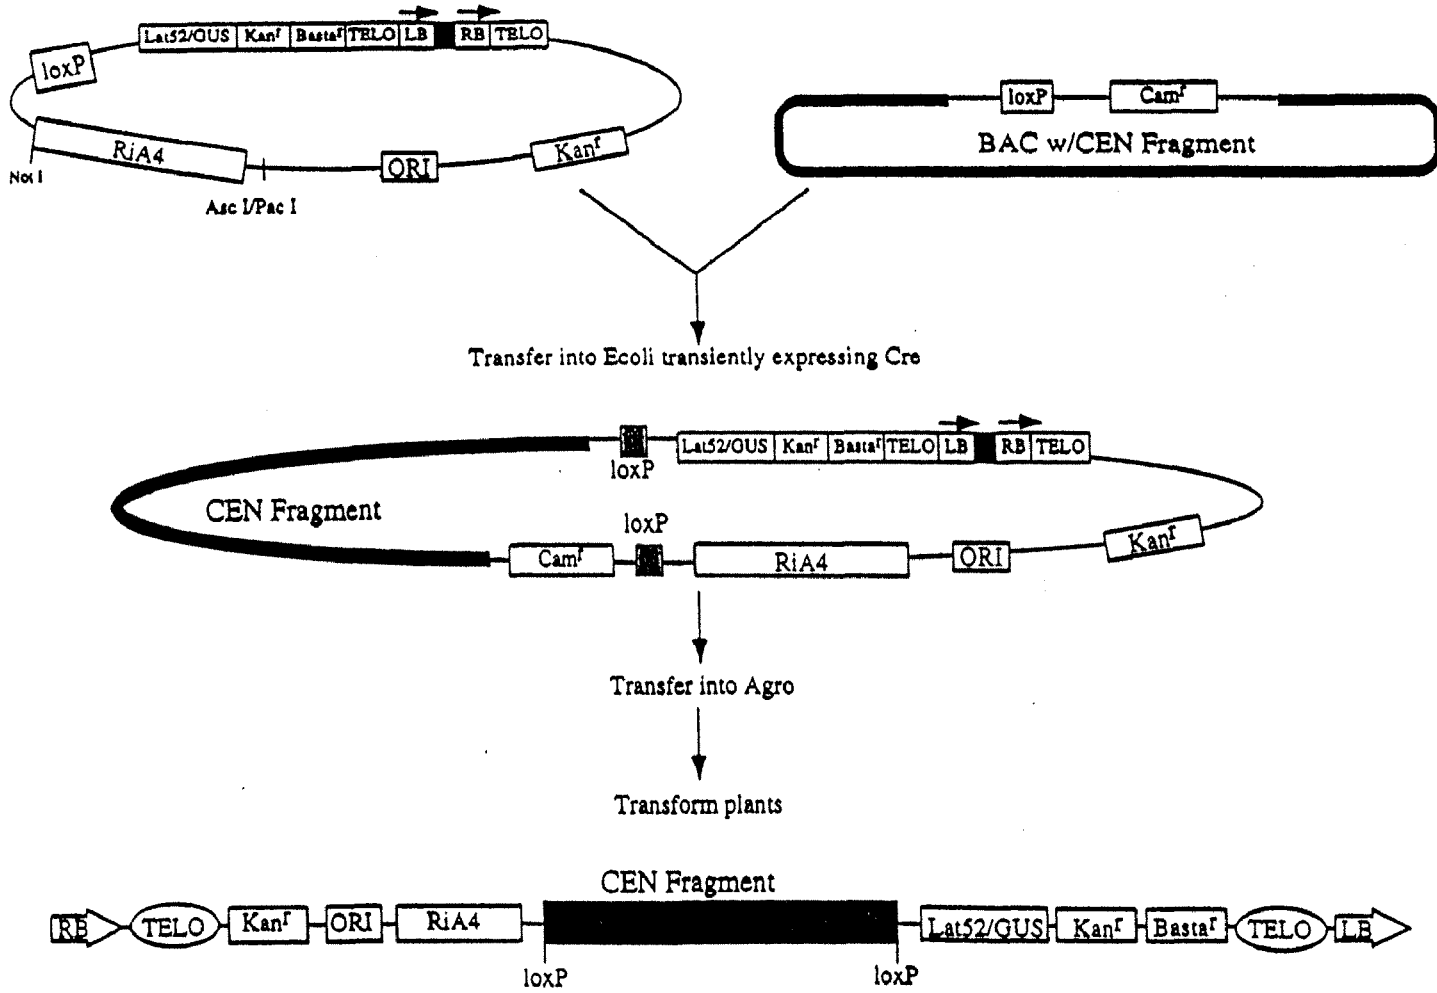 Lat52/GUS Kanʳ Bastaʳ TELO LB RB TELO
loxP
RiA4
ORI
Kanʳ
Not I
Asc I/Pac I
loxP Camʳ
BAC w/CEN Fragment
Transfer into Ecoli transiently expressing Cre
loxP
Lat52/GUS Kanʳ Bastaʳ TELO LB RB TELO
CEN Fragment
loxP
Camʳ RiA4 ORI Kanʳ
Transfer into Agro
Transform plants
CEN Fragment
RB TELO Kanʳ ORI RiA4 Lat52/GUS Kanʳ Bastaʳ TELO LB
loxP loxP